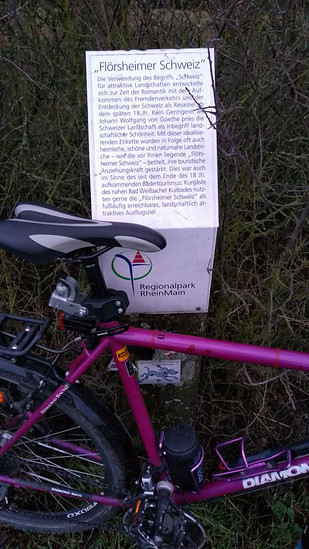 „Flörsheimer Schweiz"
Die Verwendung des Begriffs „Schweiz"
für attraktive Landschaften entwickelte
sich zur Zeit der Romantik mit dem Auf-
kommen des Fremdenverkehrs und der
Entdeckung der Schweiz als Reiseziel
dem späten 18. Jh. Kein Geringerer
Johann Wolfgang von Goethe pries die
Schweizer Landschaft als Inbegriff land-
schaftlicher Schönheit. Mit dieser idealisie-
renden Etikette wurden in Folge oft auch
heimische, schöne und naturnahe Landstri-
che – wie die vor Ihnen liegende „Flörs-
heimer Schweiz" – betitelt, ihre touristische
Anziehungskraft gestärkt. Dies war auch
im Sinne des seit dem Ende des 18. Jh.
aufkommenden Bädertourismus: Kurgäste
des nahen Bad Weilbacher Kurbades nutz-
ten gerne die „Flörsheimer Schweiz" als
fußläufig erreichbares, landschaftlich at-
traktives Ausflugsziel.
Regionalpark
RheinMain
DIAMON